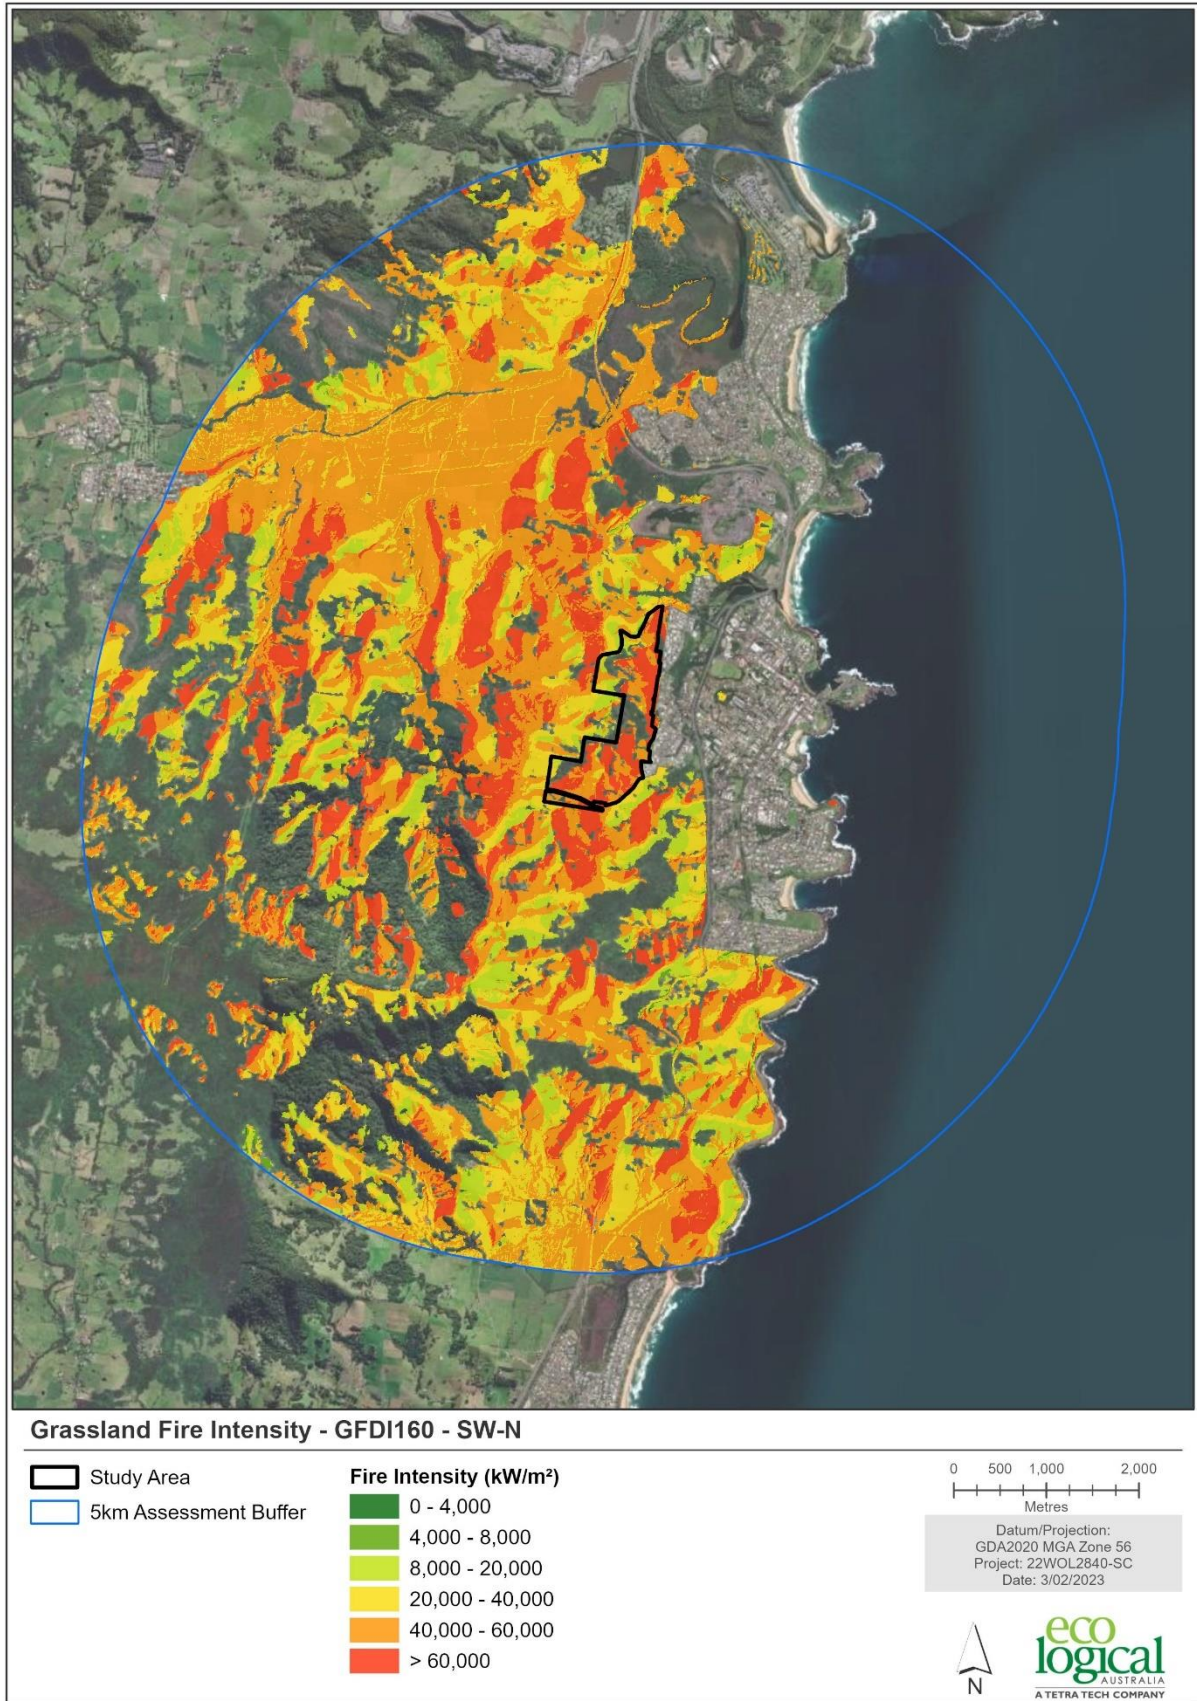 Grassland Fire Intensity - GFDI160 - SW-N
Study Area
5km Assessment Buffer
Fire Intensity (kW/m²)
0 - 4,000
4,000 - 8,000
8,000 - 20,000
20,000 - 40,000
40,000 - 60,000
> 60,000
0 500 1,000 2,000
Metres
Datum/Projection:
GDA2020 MGA Zone 56
Project: 22WOL2840-SC
Date: 3/02/2023
N
eco
logical
AUSTRALIA
A TETRA TECH COMPANY